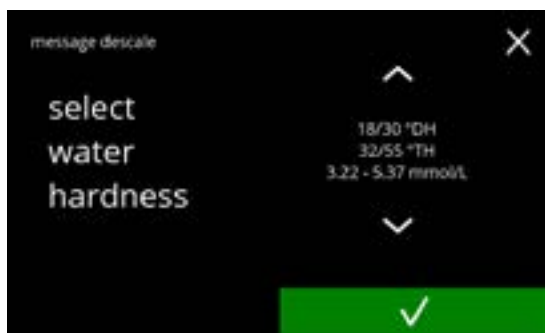 message descale
select
water
hardness
18/30 °DH
32/55 °TH
3.22 - 5.37 mmol/L